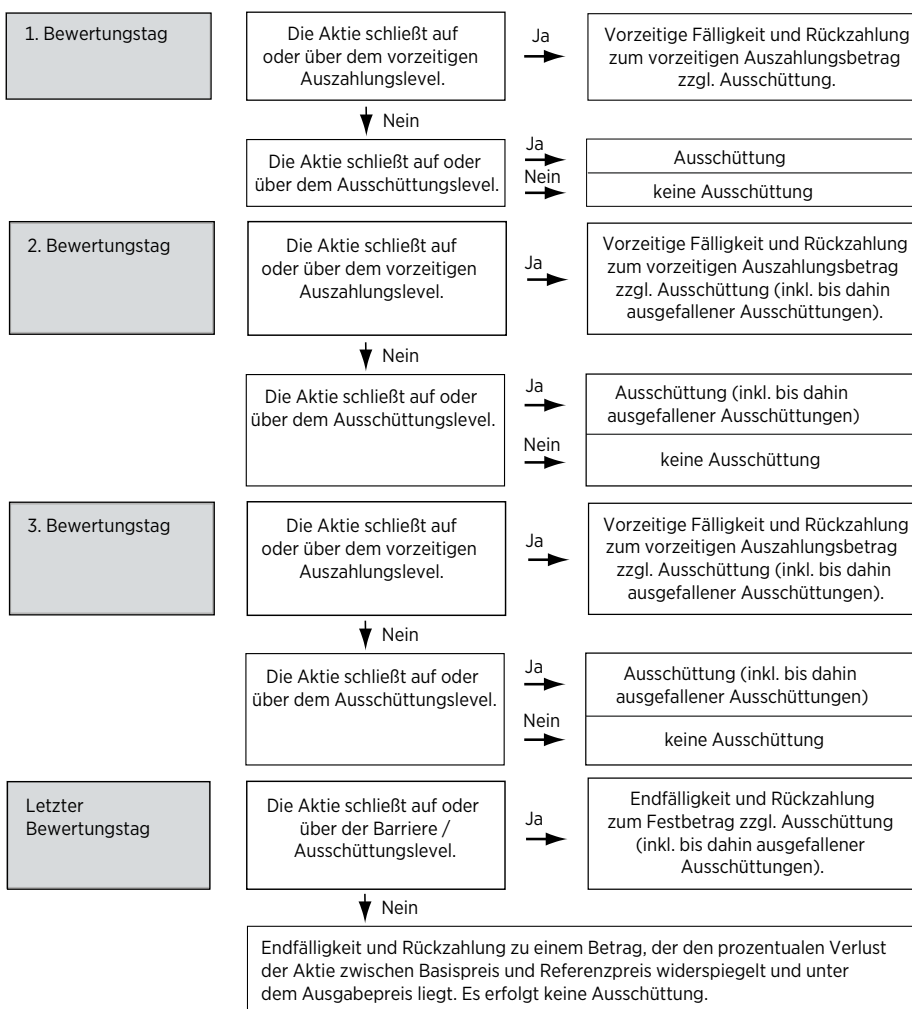 1. Bewertungstag
Die Aktie schließt auf
oder über dem vorzeitigen
Auszahlungslevel.
Ja
Vorzeitige Fälligkeit und Rückzahlung
zum vorzeitigen Auszahlungsbetrag
zzgl. Ausschüttung.
Nein
Die Aktie schließt auf oder
über dem Ausschüttungslevel.
Ja
Ausschüttung
Nein
keine Ausschüttung
2. Bewertungstag
Die Aktie schließt auf
oder über dem vorzeitigen
Auszahlungslevel.
Ja
Vorzeitige Fälligkeit und Rückzahlung
zum vorzeitigen Auszahlungsbetrag
zzgl. Ausschüttung (inkl. bis dahin
ausgefallener Ausschüttungen).
Nein
Die Aktie schließt auf oder
über dem Ausschüttungslevel.
Ja
Ausschüttung (inkl. bis dahin
ausgefallener Ausschüttungen)
Nein
keine Ausschüttung
3. Bewertungstag
Die Aktie schließt auf
oder über dem vorzeitigen
Auszahlungslevel.
Ja
Vorzeitige Fälligkeit und Rückzahlung
zum vorzeitigen Auszahlungsbetrag
zzgl. Ausschüttung (inkl. bis dahin
ausgefallener Ausschüttungen).
Nein
Die Aktie schließt auf oder
über dem Ausschüttungslevel.
Ja
Ausschüttung (inkl. bis dahin
ausgefallener Ausschüttungen)
Nein
keine Ausschüttung
Letzter
Bewertungstag
Die Aktie schließt auf oder
über der Barriere /
Ausschüttungslevel.
Ja
Endfälligkeit und Rückzahlung
zum Festbetrag zzgl. Ausschüttung
(inkl. bis dahin ausgefallener
Ausschüttungen).
Nein
Endfälligkeit und Rückzahlung zu einem Betrag, der den prozentualen Verlust
der Aktie zwischen Basispreis und Referenzpreis widerspiegelt und unter
dem Ausgabepreis liegt. Es erfolgt keine Ausschüttung.